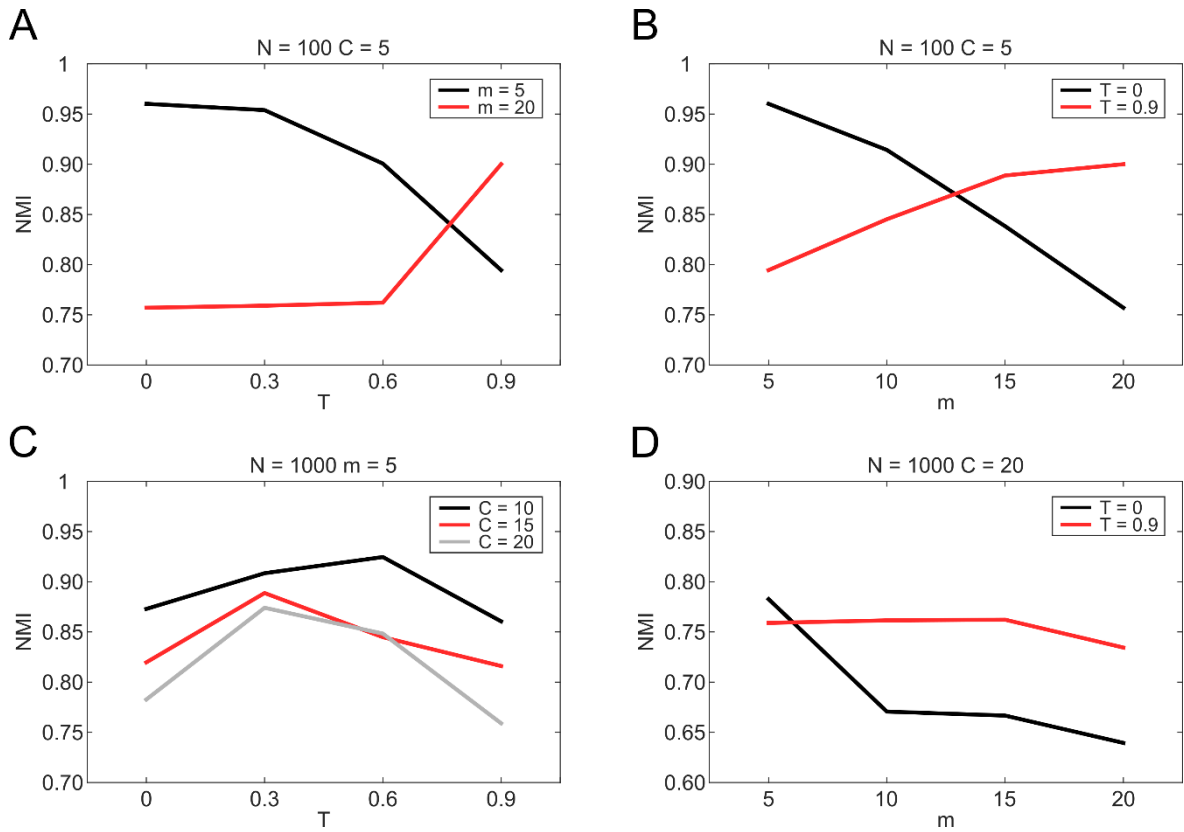 A
N = 100 C = 5
1
0.95
0.90
0.85
0.80
0.75
0.70
NMI
m = 5
m = 20
0 0.3 0.6 0.9
T
B
N = 100 C = 5
1
0.95
0.90
0.85
0.80
0.75
0.70
NMI
T = 0
T = 0.9
5 10 15 20
m
C
N = 1000 m = 5
1
0.95
0.90
0.85
0.80
0.75
0.70
NMI
C = 10
C = 15
C = 20
0 0.3 0.6 0.9
T
D
N = 1000 C = 20
0.90
0.80
0.75
0.70
0.65
0.60
NMI
T = 0
T = 0.9
5 10 15 20
m